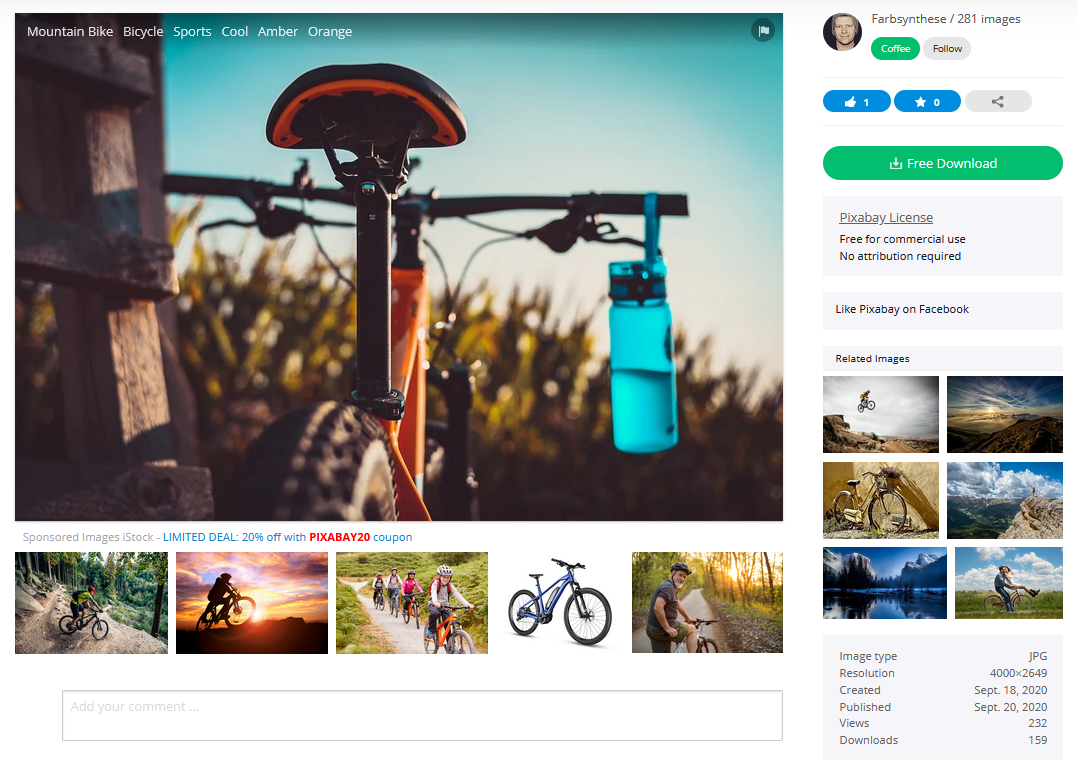 Mountain Bike Bicycle Sports Cool Amber Orange
Farbsynthese / 281 images
Coffee Follow
1 0
Free Download
Pixabay License
Free for commercial use
No attribution required
Like Pixabay on Facebook
Related Images
Sponsored Images iStock - LIMITED DEAL: 20% off with PIXABAY20 coupon
Add your comment ...
Image type JPG
Resolution 4000×2649
Created Sept. 18, 2020
Published Sept. 20, 2020
Views 232
Downloads 159